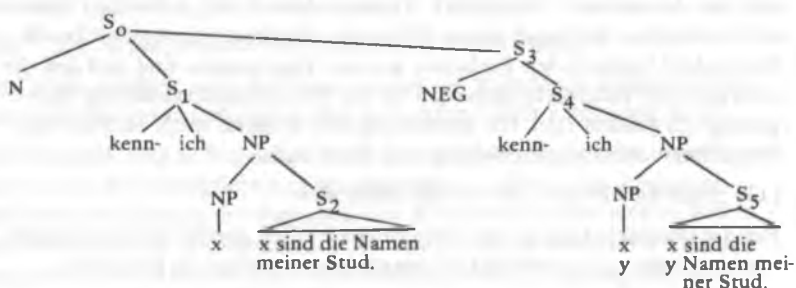 S₀
S₃
N
S₁
NEG
S₄
kenn- ich NP
kenn- ich NP
NP S₂
NP S₅
x x sind die Namen
meiner Stud.
x x sind die
y y Namen mei-
ner Stud.